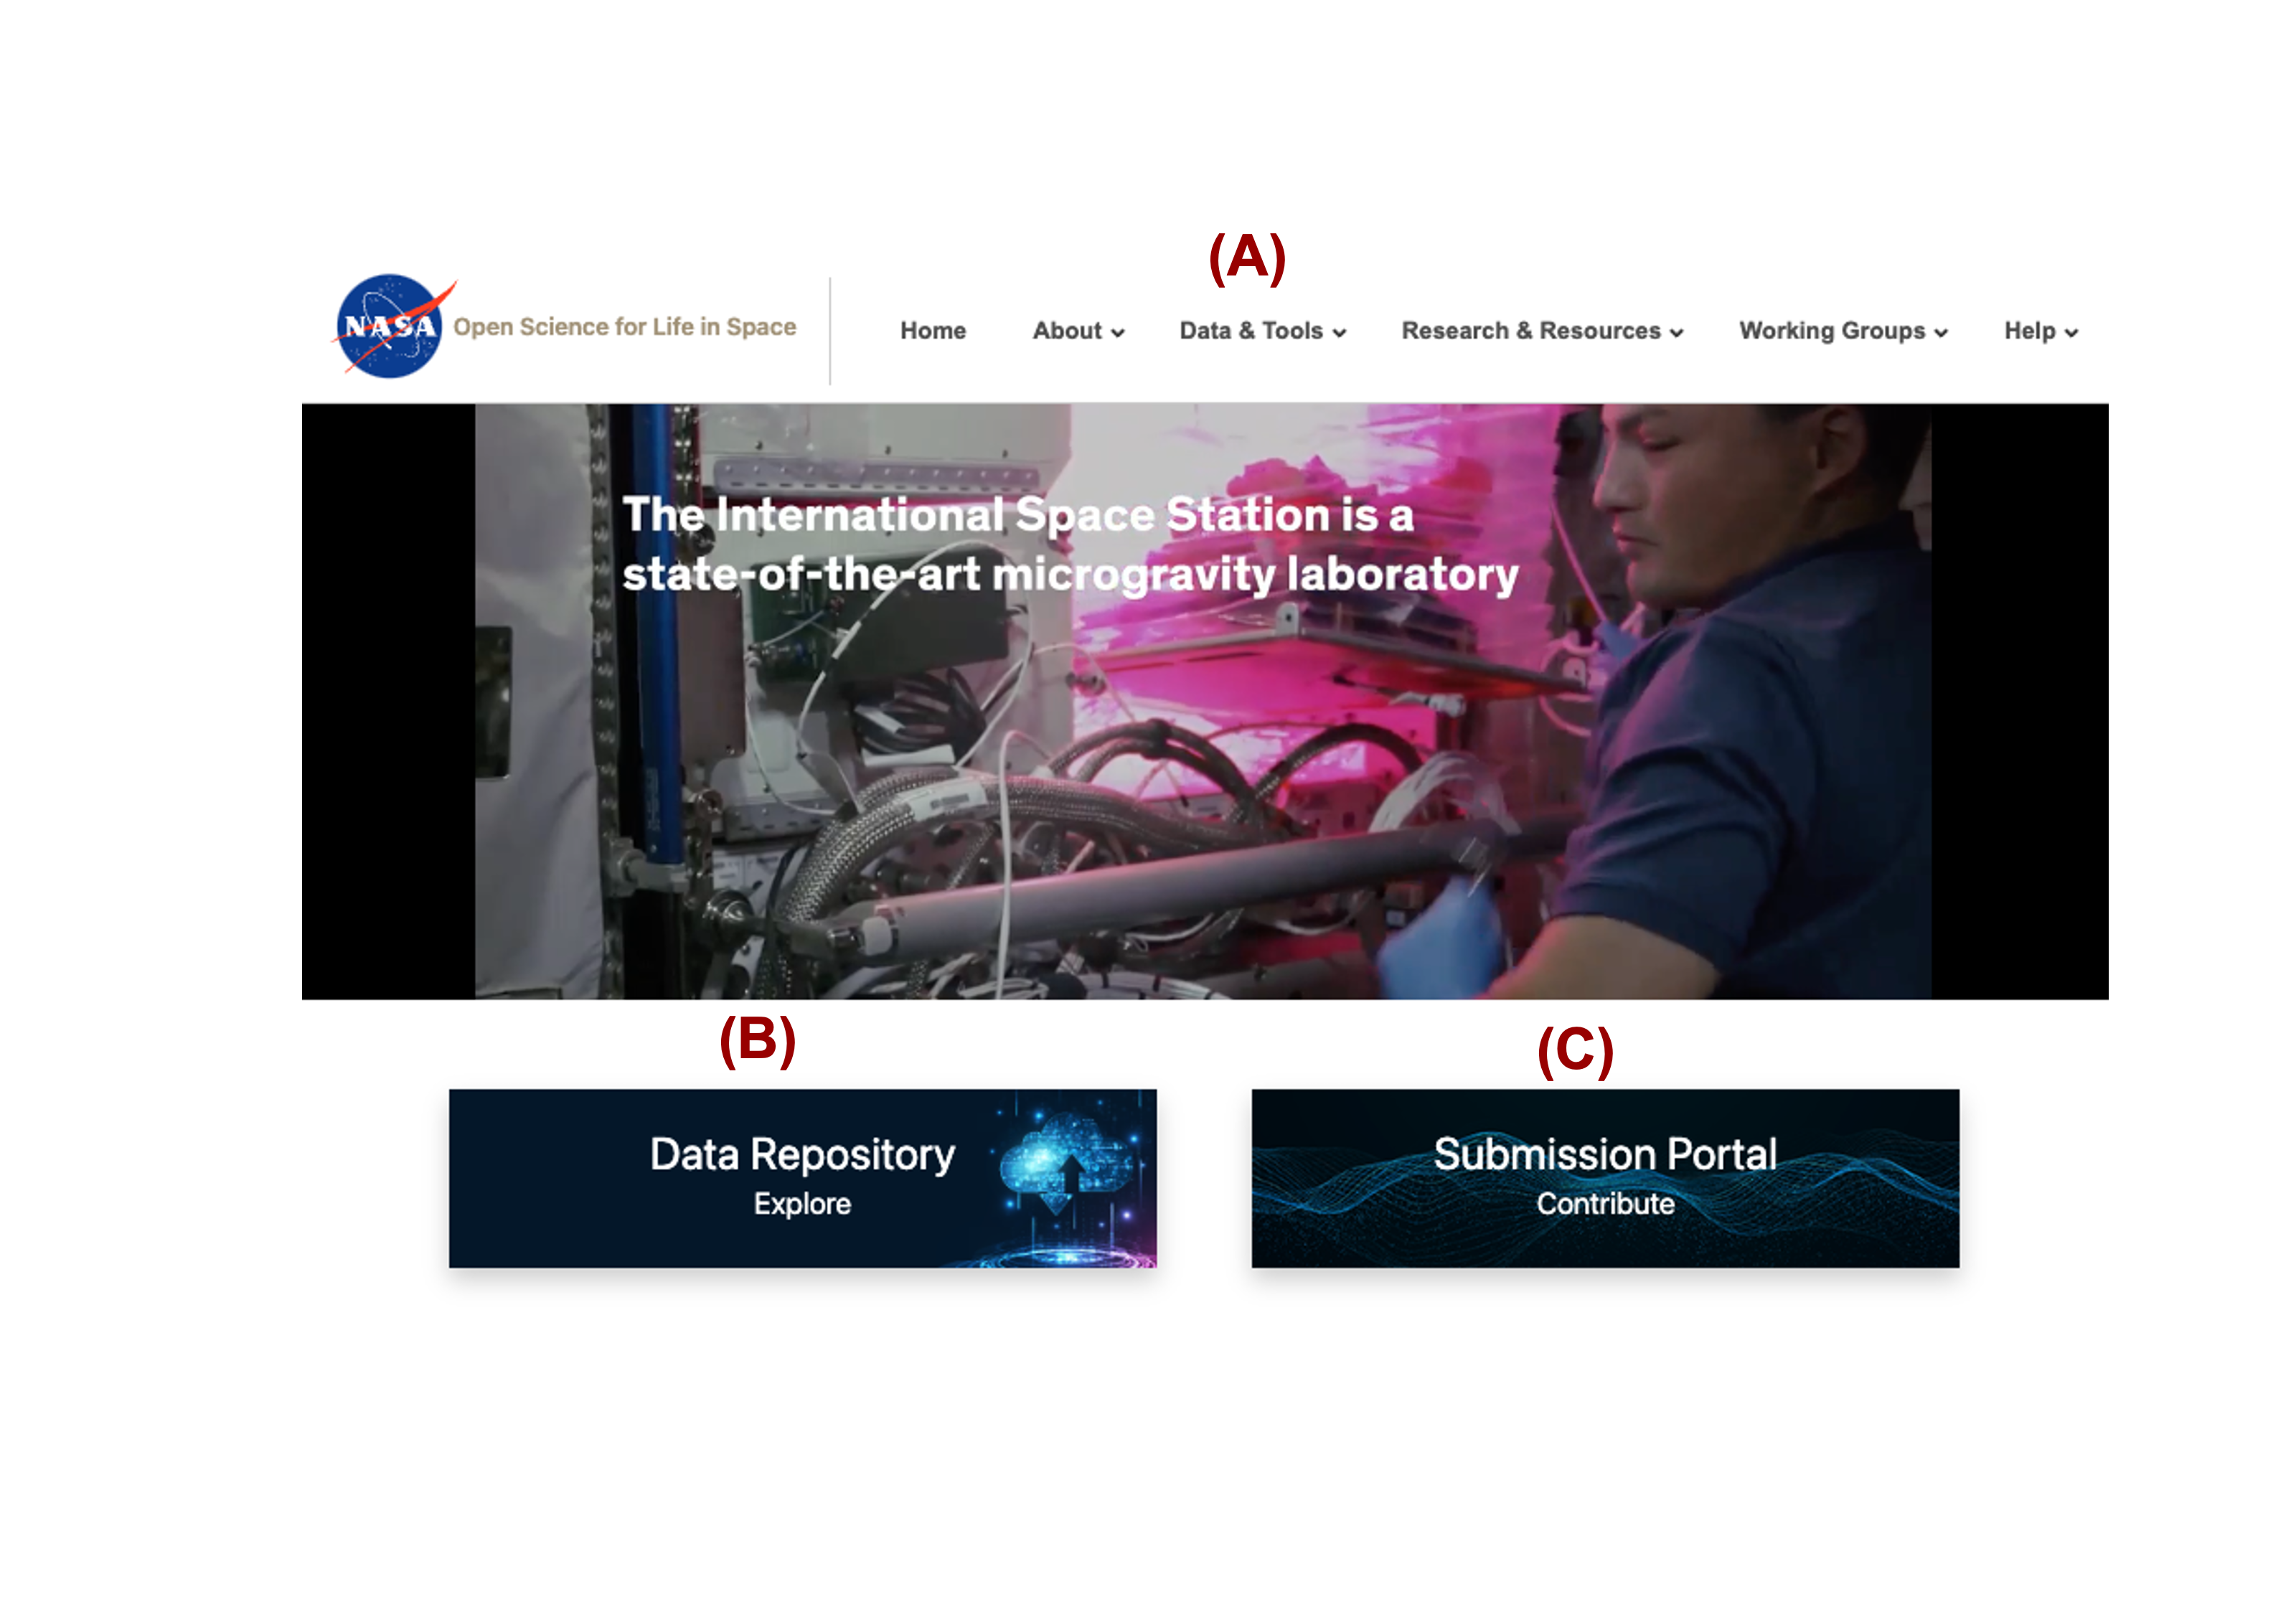 (A)
NASA Open Science for Life in Space
Home About Data & Tools Research & Resources Working Groups Help
The International Space Station is a
state-of-the-art microgravity laboratory
(B) (C)
Data Repository
Explore
Submission Portal
Contribute